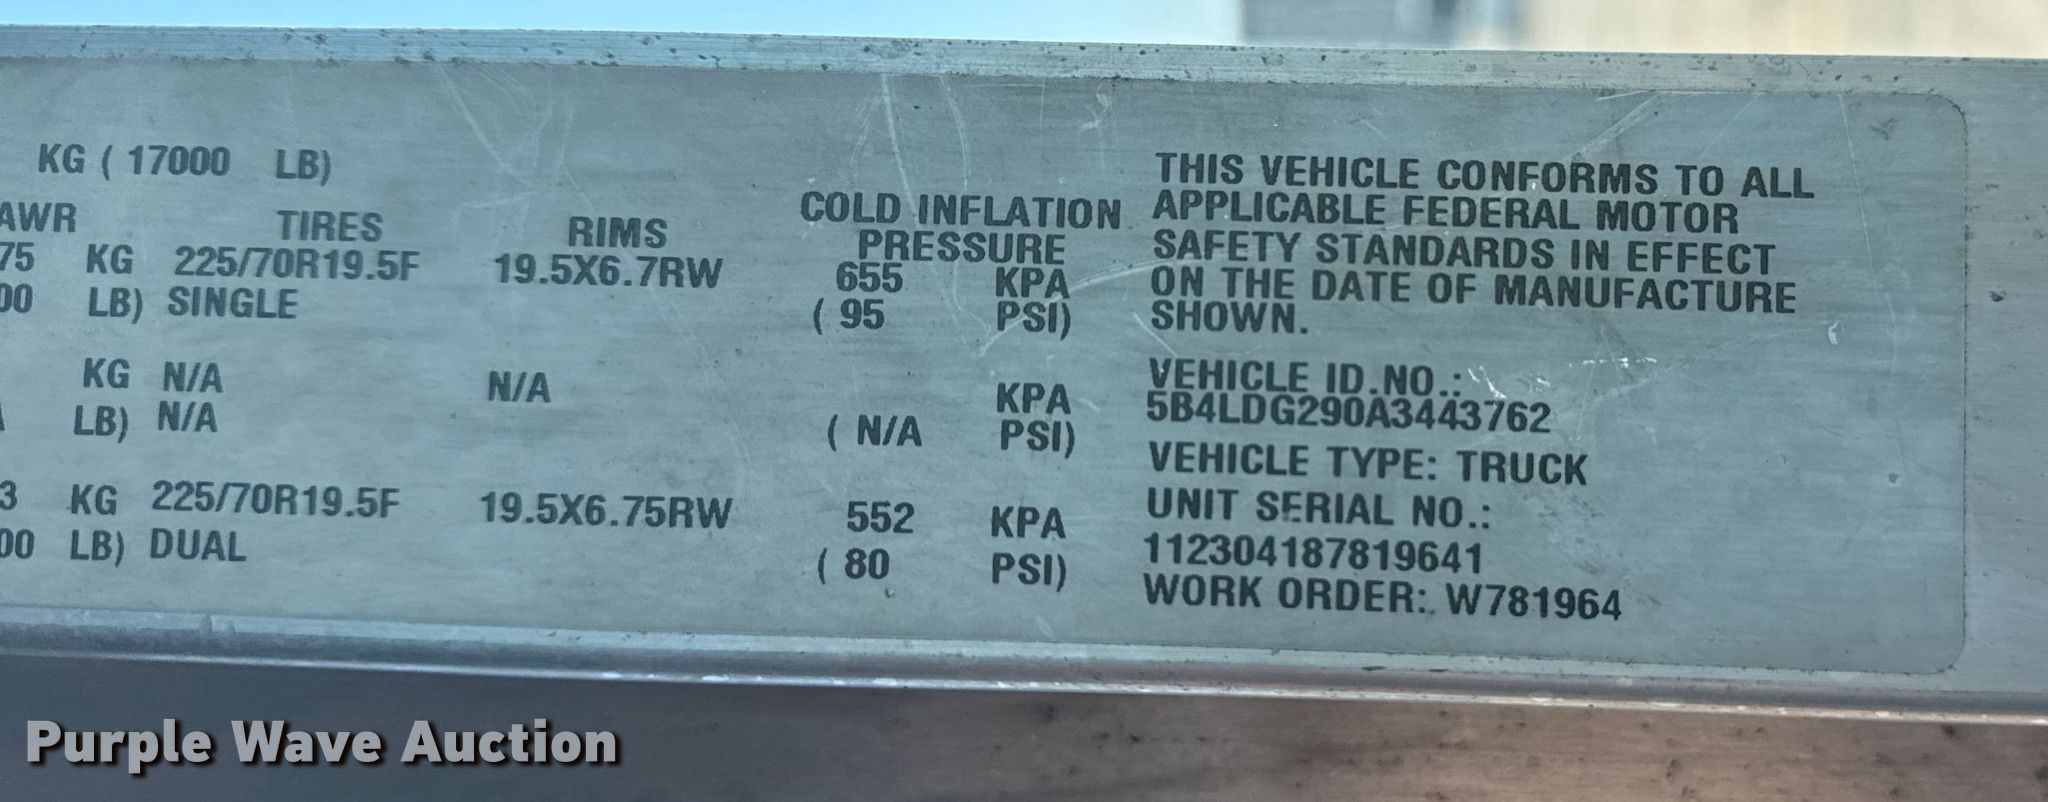 KG ( 17000 LB)
AWR TIRES RIMS COLD INFLATION PRESSURE
75 KG 225/70R19.5F 19.5X6.7RW 655 KPA
00 LB) SINGLE ( 95 PSI)
KG N/A N/A KPA
LB) N/A ( N/A PSI)
3 KG 225/70R19.5F 19.5X6.75RW 552 KPA
00 LB) DUAL ( 80 PSI)
THIS VEHICLE CONFORMS TO ALL
APPLICABLE FEDERAL MOTOR
SAFETY STANDARDS IN EFFECT
ON THE DATE OF MANUFACTURE
SHOWN.
VEHICLE ID.NO.:
5B4LDG290A3443762
VEHICLE TYPE: TRUCK
UNIT SERIAL NO.:
112304187819641
WORK ORDER: W781964
Purple Wave Auction